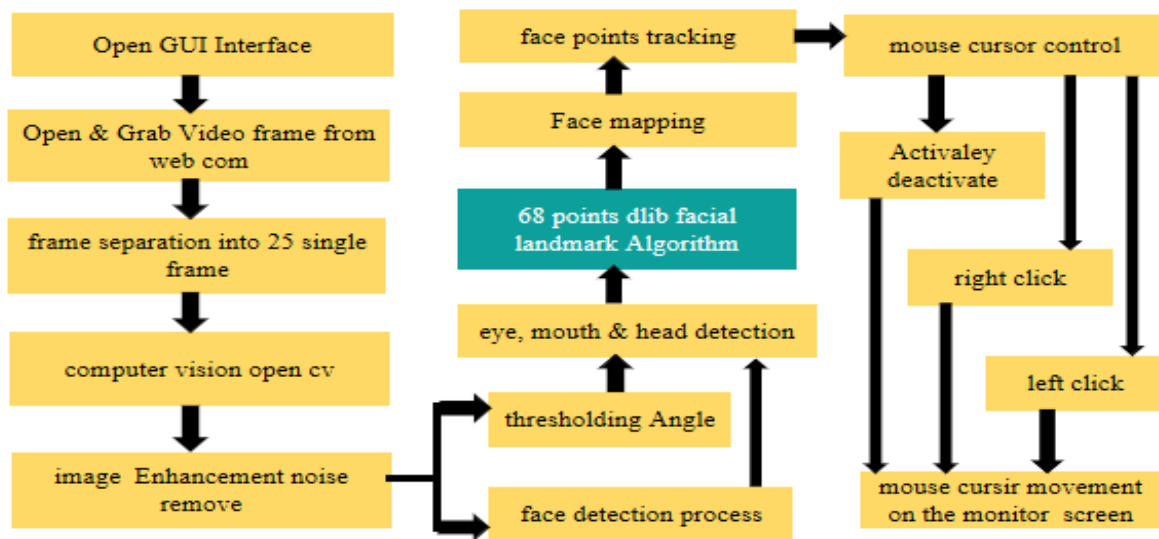 Open GUI Interface
Open & Grab Video frame from
web com
frame separation into 25 single
frame
computer vision open cv
image Enhancement noise
remove
face points tracking
Face mapping
68 points dlib facial
landmark Algorithm
eye, mouth & head detection
thresholding Angle
face detection process
mouse cursor control
Activaley
deactivate
right click
left click
mouse cursir movement
on the monitor screen